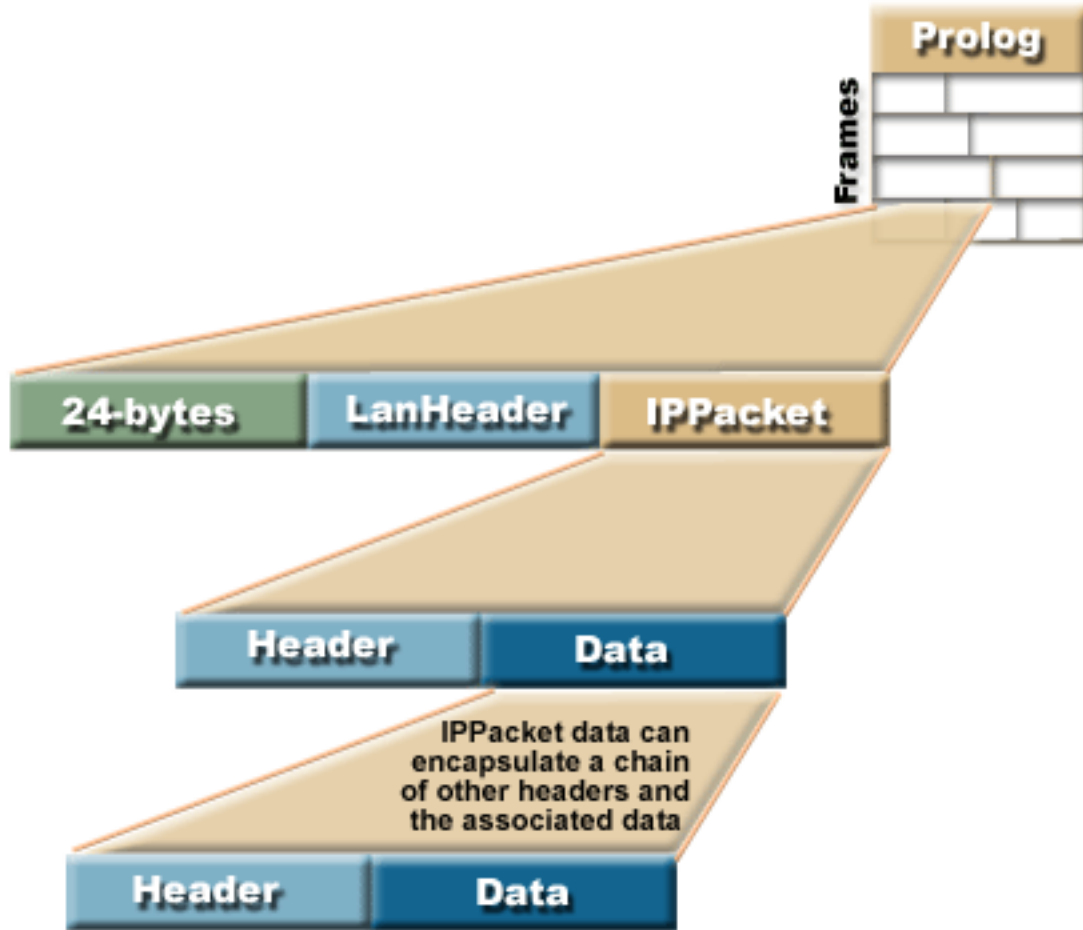 Prolog
Frames
24-bytes LanHeader IPPacket
Header Data
IPPacket data can
encapsulate a chain
of other headers and
the associated data
Header Data